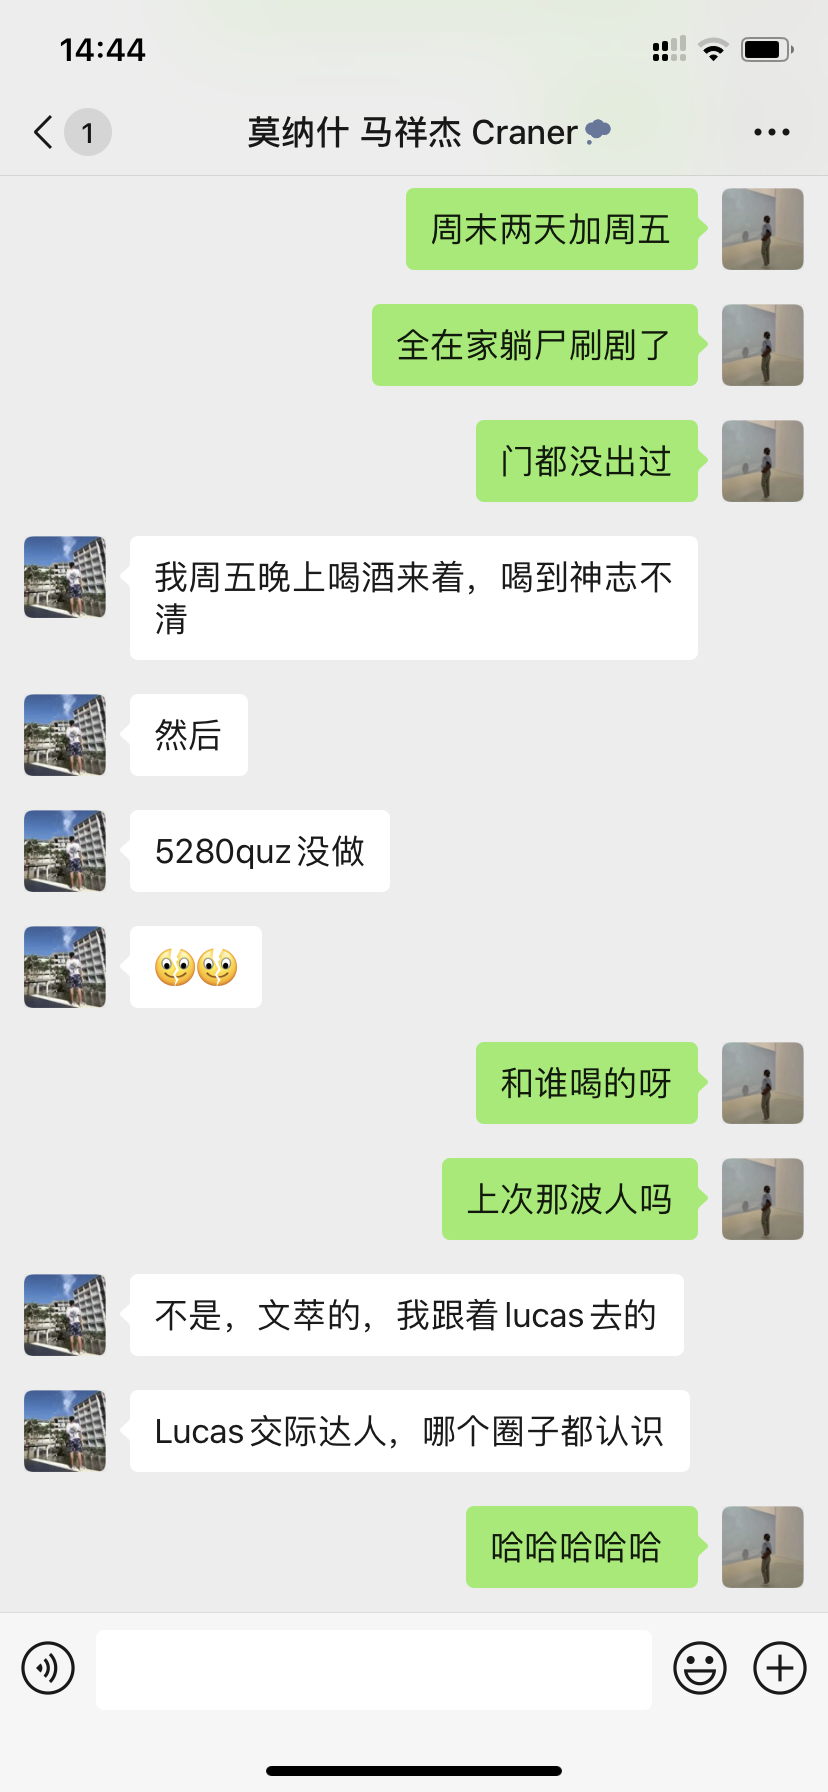 14:44
1
莫纳什 马祥杰 Craner
周末两天加周五
全在家躺尸刷剧了
门都没出过
我周五晚上喝酒来着，喝到神志不
清
然后
5280quz没做
和谁喝的呀
上次那波人吗
不是，文萃的，我跟着lucas去的
Lucas交际达人，哪个圈子都认识
哈哈哈哈哈